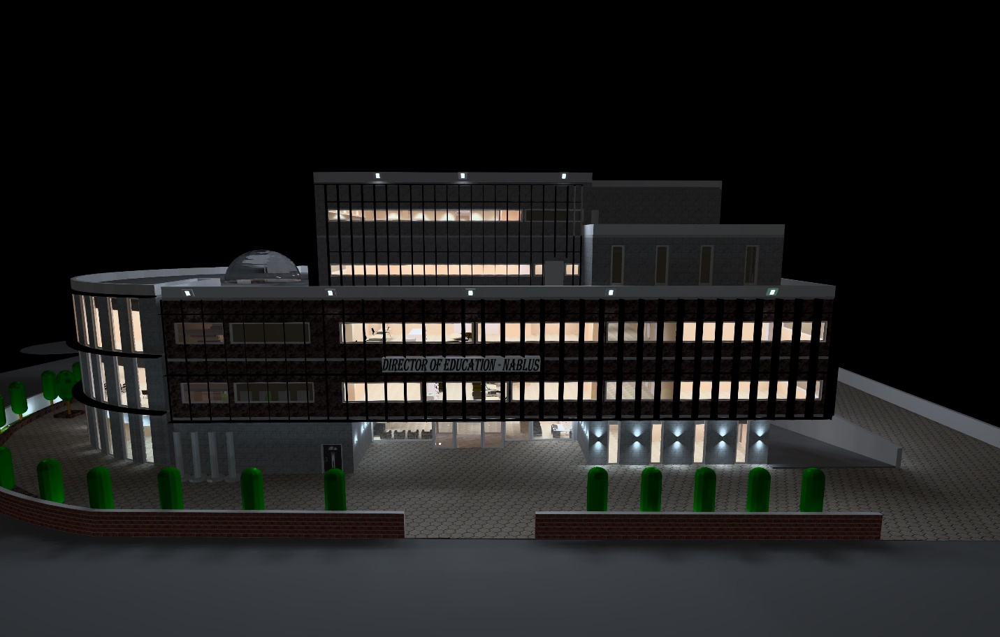 DIRECTOR OF EDUCATION - NABLUS